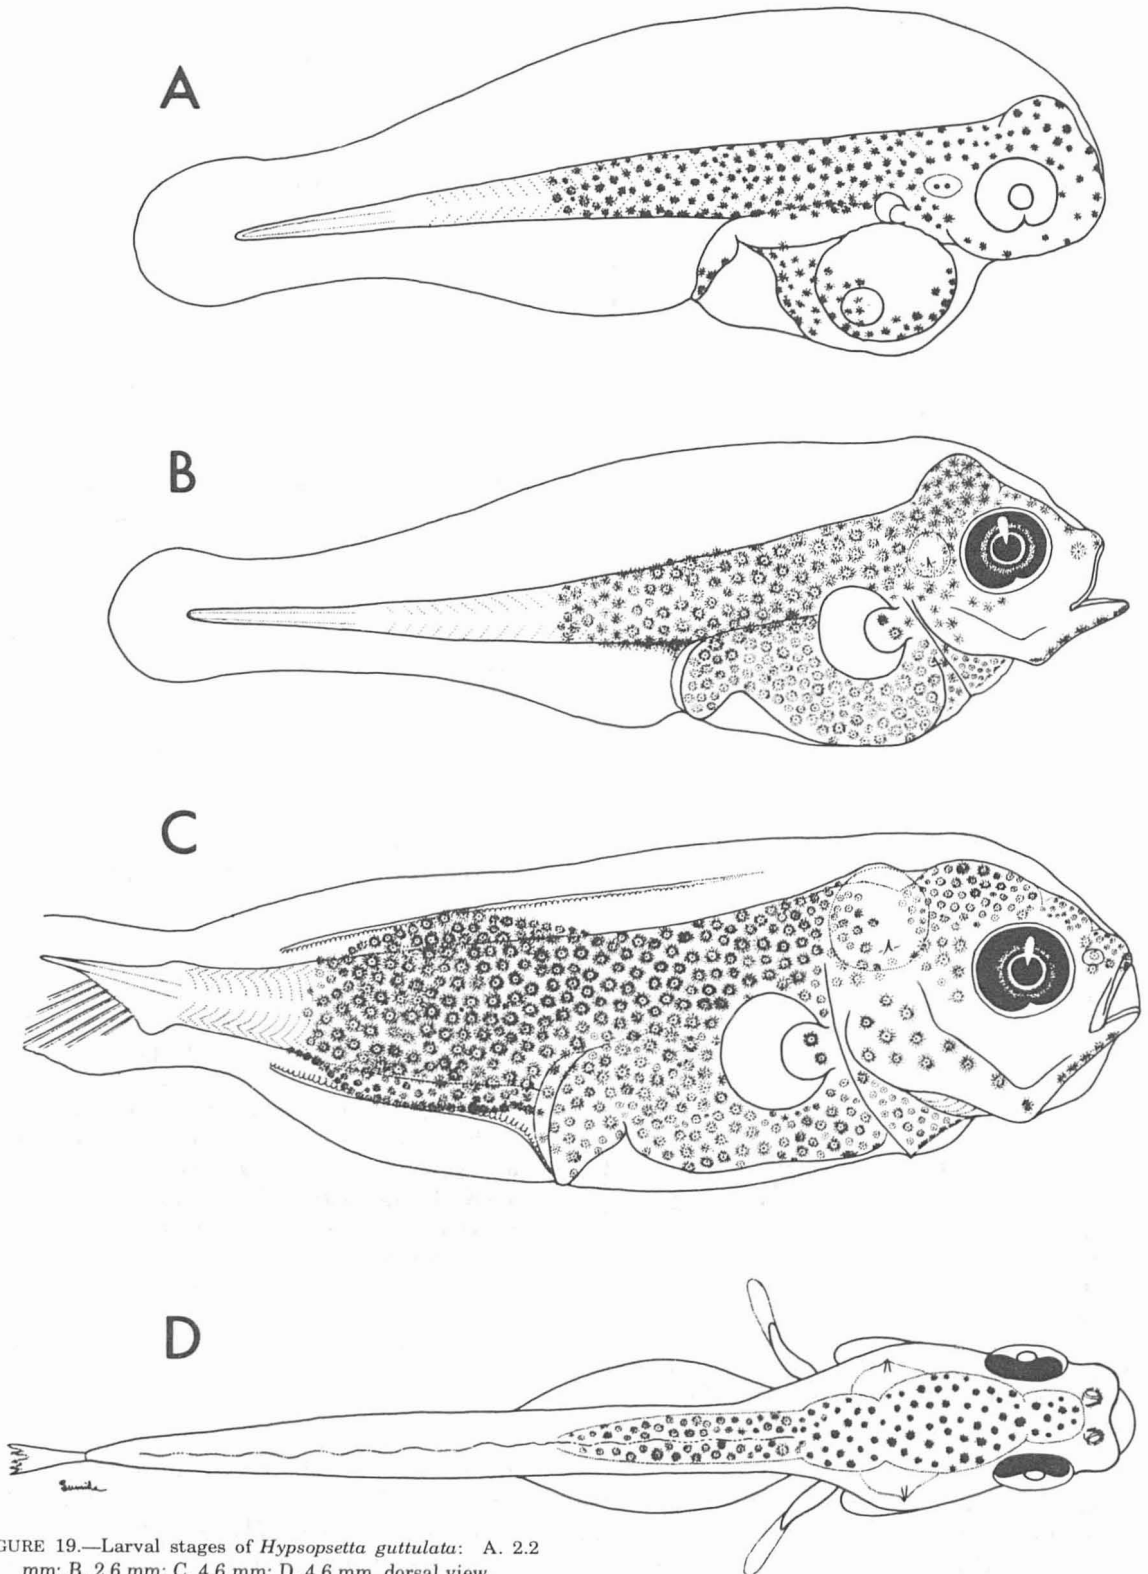 A
B
C
D
GURE 19.—Larval stages of Hypsopsetta guttulata: A. 2.2
mm; B. 2.6 mm; C. 4.6 mm; D. 4.6 mm, dorsal view.